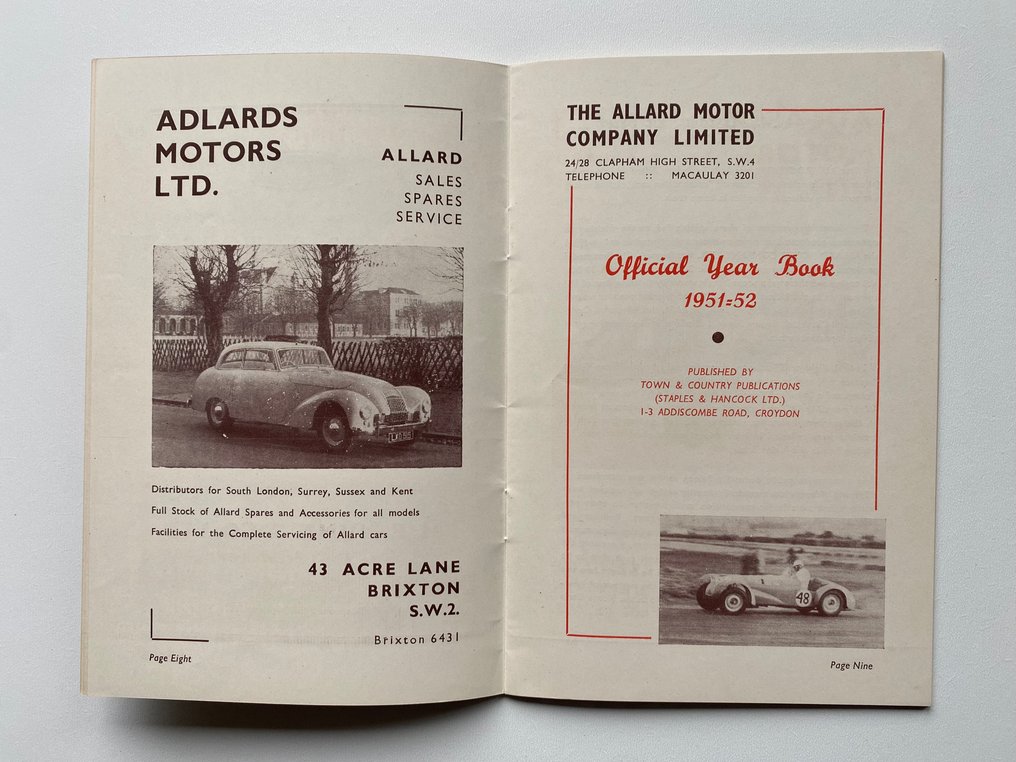 ADLARDS
MOTORS
LTD.
ALLARD
SALES
SPARES
SERVICE
Distributors for South London, Surrey, Sussex and Kent
Full Stock of Allard Spares and Accessories for all models
Facilities for the Complete Servicing of Allard cars
43 ACRE LANE
BRIXTON
S.W.2.
Brixton 6431
Page Eight
THE ALLARD MOTOR
COMPANY LIMITED
24/28 CLAPHAM HIGH STREET, S.W.4
TELEPHONE :: MACAULAY 3201
Official Year Book
1951-52
PUBLISHED BY
TOWN & COUNTRY PUBLICATIONS
(STAPLES & HANCOCK LTD.)
1-3 ADDISCOMBE ROAD, CROYDON
48
Page Nine